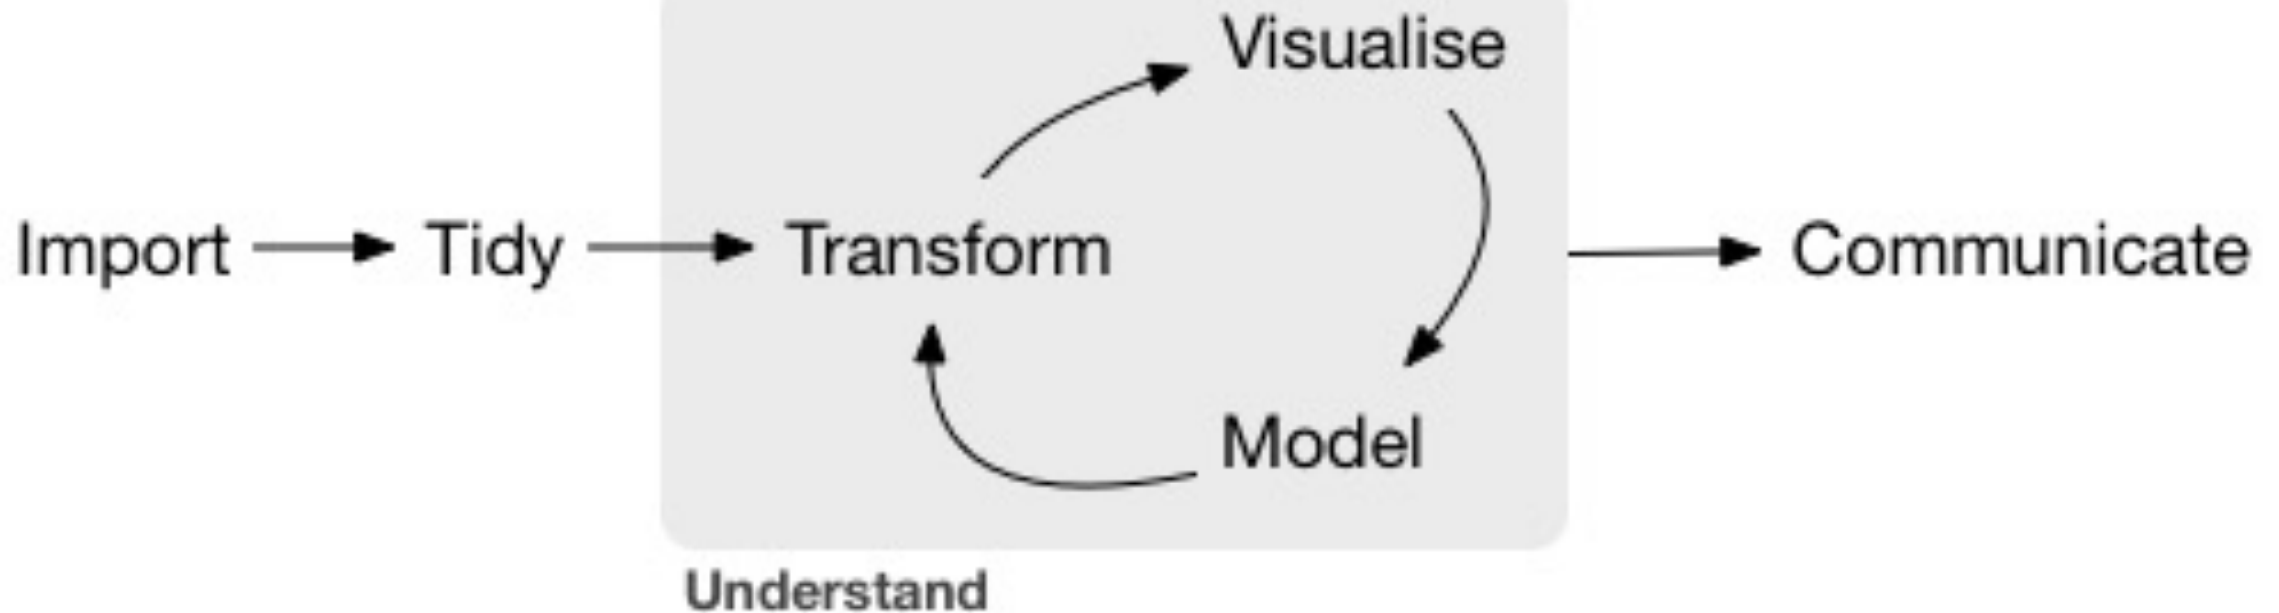 Visualise
Import
Tidy
Transform
Communicate
Model
Understand